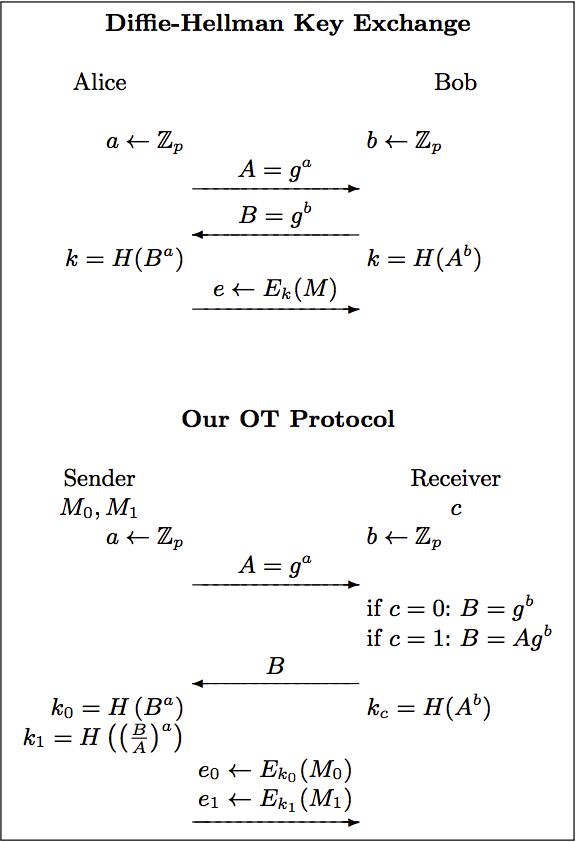 Diffie-Hellman Key Exchange
Alice Bob
a ← ℤ_p b ← ℤ_p
A = g^a
B = g^b
k = H(B^a) k = H(A^b)
e ← E_k(M)
Our OT Protocol
Sender Receiver
M_0, M_1 c
a ← ℤ_p b ← ℤ_p
A = g^a
if c = 0: B = g^b
if c = 1: B = Ag^b
B
k_0 = H (B^a) k_c = H(A^b)
k_1 = H ((B/A)^a)
e_0 ← E_{k_0}(M_0)
e_1 ← E_{k_1}(M_1)